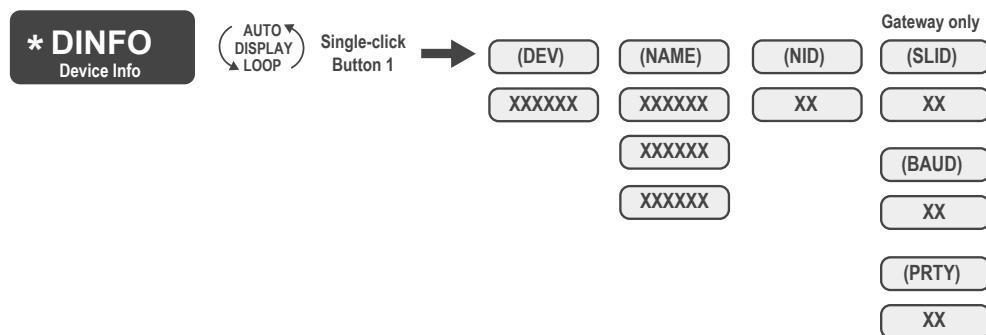 * DINFO
Device Info
AUTO
DISPLAY
LOOP
Single-click
Button 1
Gateway only
(DEV)
(NAME)
(NID)
(SLID)
XXXXXX
XXXXXX
XX
XX
XXXXXX
XXXXXX
(BAUD)
XX
(PRTY)
XX